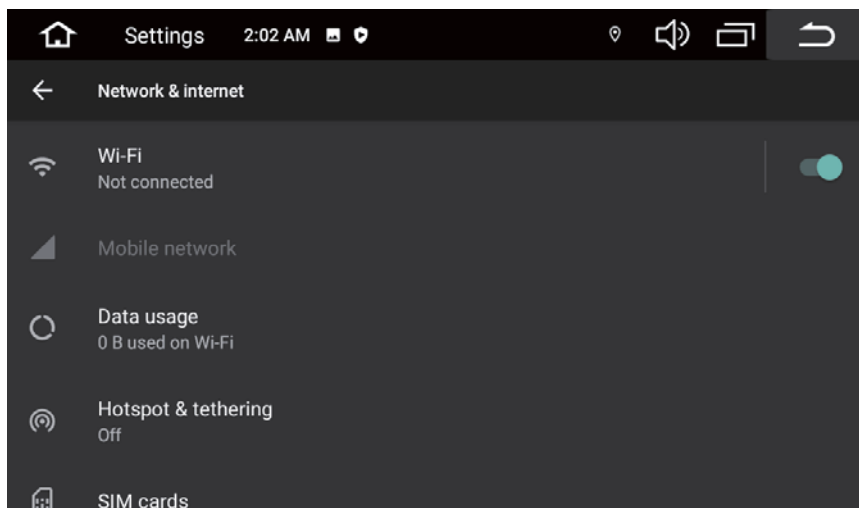 Settings 2:02 AM
Network & internet
Wi-Fi
Not connected
Mobile network
Data usage
0 B used on Wi-Fi
Hotspot & tethering
Off
SIM cards